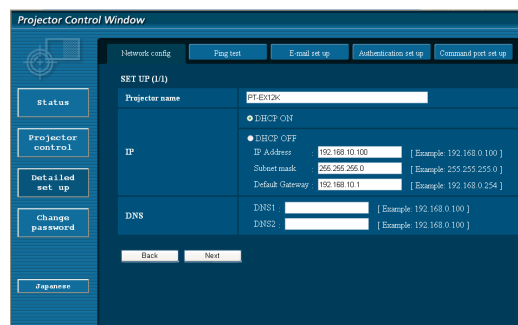 Projector Control Window
Network config
Ping test
E-mail set up
Authentication set up
Command port set up
SET UP (1/1)
Status
Projector name
PT-EX12K
DHCP ON
Projector
control
IP
DHCP OFF
IP Address : 192.168.10.100 [ Example: 192.168.0.100 ]
Subnet mask : 255.255.255.0 [ Example: 255.255.255.0 ]
Default Gateway : 192.168.10.1 [ Example: 192.168.0.254 ]
Detailed
set up
DNS
DNS1 : [ Example: 192.168.0.100 ]
DNS2 : [ Example: 192.168.0.100 ]
Change
password
Back
Next
Japanese